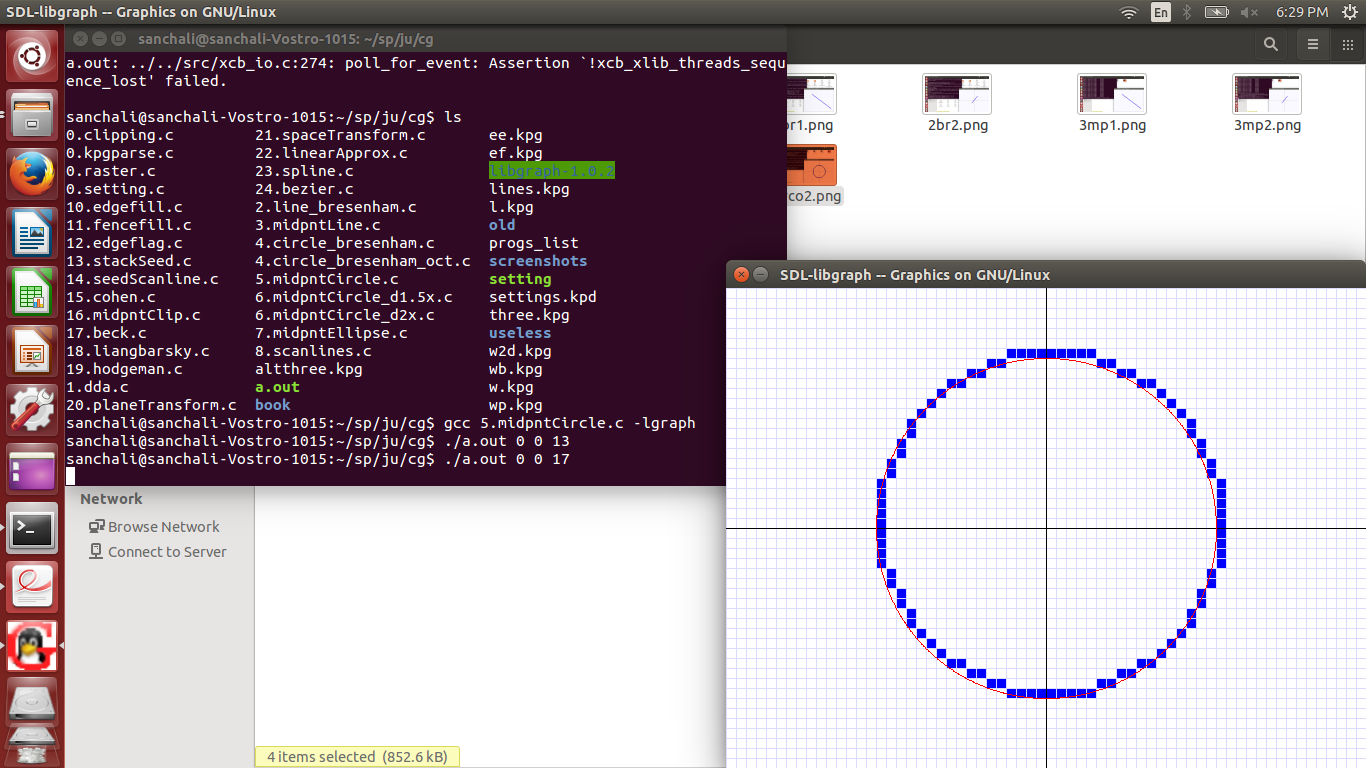 SDL-libgraph -- Graphics on GNU/Linux
En
6:29 PM
sanchali@sanchali-Vostro-1015: ~/sp/ju/cg
a.out: ../../src/xcb_io.c:274: poll_for_event: Assertion `!xcb_xlib_threads_sequ
ence_lost' failed.
sanchali@sanchali-Vostro-1015:~/sp/ju/cg$ ls
0.clipping.c 21.spaceTransform.c ee.kpg
0.kpgparse.c 22.linearApprox.c ef.kpg
0.raster.c 23.spline.c libgraph-1.0.2
0.setting.c 24.bezier.c lines.kpg
10.edgefill.c 2.line_bresenham.c l.kpg
11.fencefill.c 3.midpntLine.c old
12.edgeflag.c 4.circle_bresenham.c progs_list
13.stackSeed.c 4.circle_bresenham_oct.c screenshots
14.seedScanline.c 5.midpntCircle.c setting
15.cohen.c 6.midpntCircle_d1.5x.c settings.kpd
16.midpntClip.c 6.midpntCircle_d2x.c three.kpg
17.beck.c 7.midpntEllipse.c useless
18.liangbarsky.c 8.scanlines.c w2d.kpg
19.hodgeman.c altthree.kpg wb.kpg
1.dda.c a.out w.kpg
20.planeTransform.c book wp.kpg
sanchali@sanchali-Vostro-1015:~/sp/ju/cg$ gcc 5.midpntCircle.c -lgraph
sanchali@sanchali-Vostro-1015:~/sp/ju/cg$ ./a.out 0 0 13
sanchali@sanchali-Vostro-1015:~/sp/ju/cg$ ./a.out 0 0 17
br1.png 2br2.png 3mp1.png 3mp2.png
co2.png
SDL-libgraph -- Graphics on GNU/Linux
Network
Browse Network
Connect to Server
4 items selected (852.6 kB)